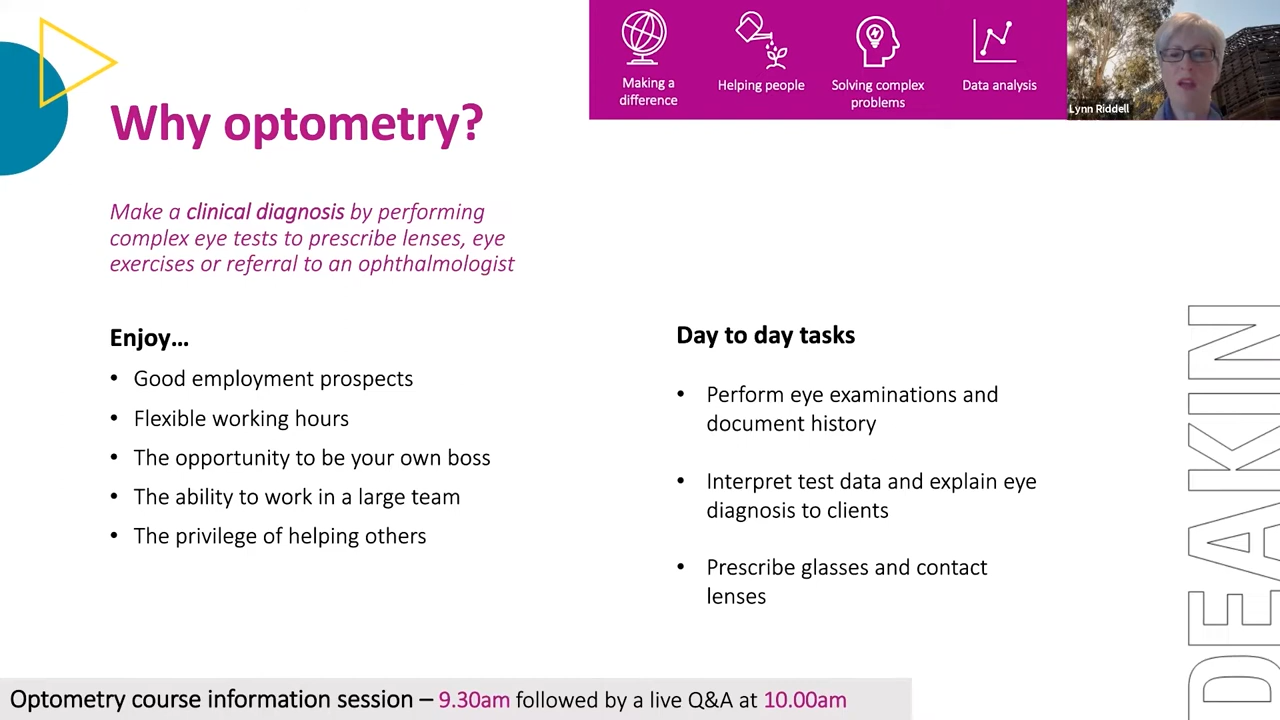 Making a
difference
Helping people
Solving complex
problems
Data analysis
Lynn Riddell
Why optometry?
Make a clinical diagnosis by performing
complex eye tests to prescribe lenses, eye
exercises or referral to an ophthalmologist
Enjoy...
• Good employment prospects
• Flexible working hours
• The opportunity to be your own boss
• The ability to work in a large team
• The privilege of helping others
Day to day tasks
• Perform eye examinations and
document history
• Interpret test data and explain eye
diagnosis to clients
• Prescribe glasses and contact
lenses
DEAKIN
Optometry course information session – 9.30am followed by a live Q&A at 10.00am